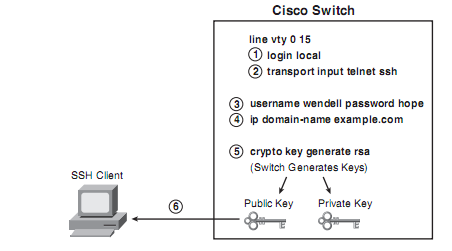 Cisco Switch
line vty 0 15
1 login local
2 transport input telnet ssh
3 username wendell password hope
4 ip domain-name example.com
5 crypto key generate rsa
(Switch Generates Keys)
SSH Client
6
Public Key
Private Key